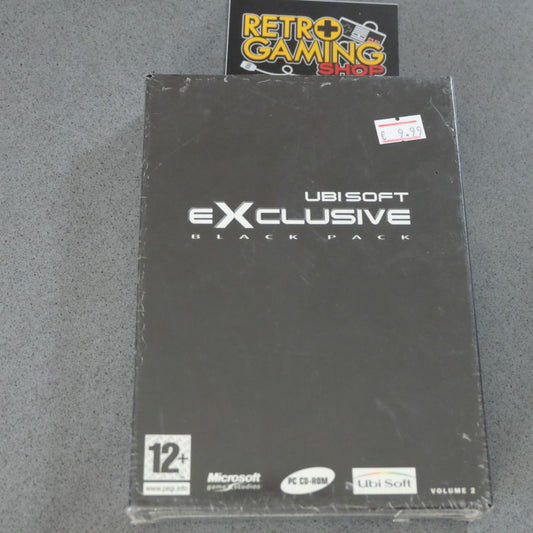 RETRO
GAMING
SHOP
€ 9.99
UBI SOFT
eXclusive
BLACK PACK
12+
www.pegi.info
Microsoft
game studios
PC CD-ROM
Ubi Soft
VOLUME 2